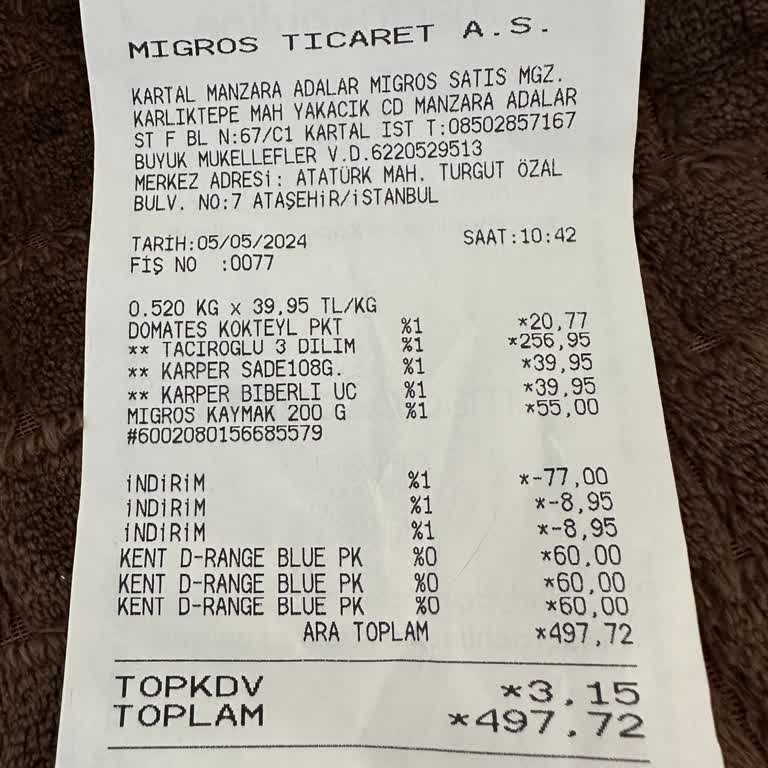 MIGROS TICARET A.S.
KARTAL MANZARA ADALAR MIGROS SATIS MGZ.
KARLIKTEPE MAH YAKACIK CD MANZARA ADALAR
ST F BL N:67/C1 KARTAL IST T:08502857167
BUYUK MUKELLEFLER V.D.6220529513
MERKEZ ADRESİ: ATATÜRK MAH. TURGUT ÖZAL
BULV. NO:7 ATAŞEHİR/İSTANBUL
TARİH:05/05/2024 SAAT:10:42
FİŞ NO :0077
0.520 KG x 39,95 TL/KG
DOMATES KOKTEYL PKT %1 *20,77
** TACIROGLU 3 DILIM %1 *256,95
** KARPER SADE108G. %1 *39,95
** KARPER BIBERLI UC %1 *39,95
MIGROS KAYMAK 200 G %1 *55,00
#6002080156685579
İNDİRİM %1 *-77,00
İNDİRİM %1 *-8,95
İNDİRİM %1 *-8,95
KENT D-RANGE BLUE PK %0 *60,00
KENT D-RANGE BLUE PK %0 *60,00
KENT D-RANGE BLUE PK %0 *60,00
ARA TOPLAM *497,72
TOPKDV *3.15
TOPLAM *497.72